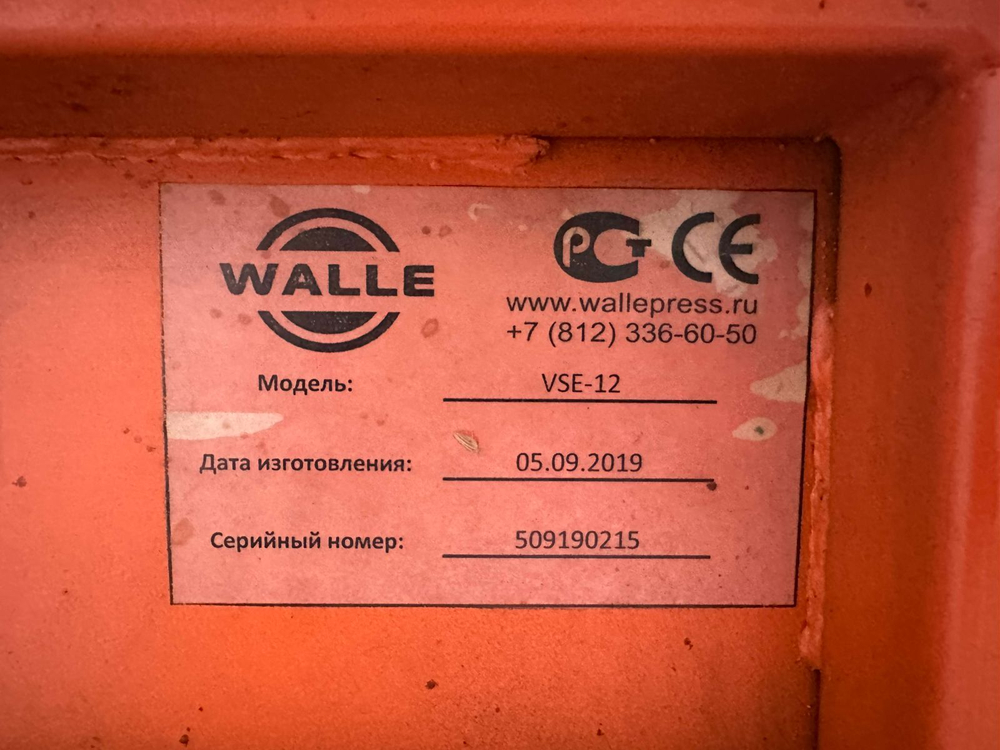 WALLE
РСТ CE
www.wallepress.ru
+7 (812) 336-60-50
Модель: VSE-12
Дата изготовления: 05.09.2019
Серийный номер: 509190215